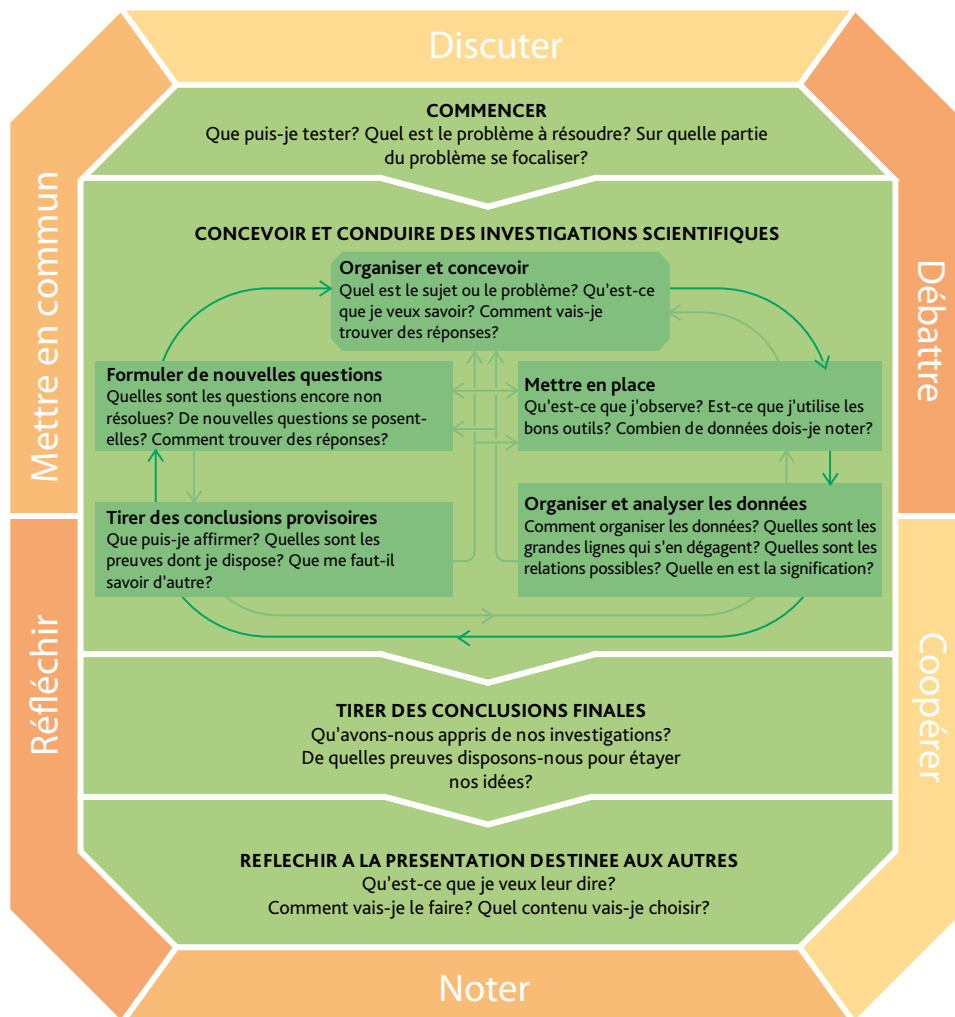 Discuter
COMMENCER
Que puis-je tester? Quel est le problème à résoudre? Sur quelle partie
du problème se focaliser?
Mettre en commun
Débattre
CONCEVOIR ET CONDUIRE DES INVESTIGATIONS SCIENTIFIQUES
Organiser et concevoir
Quel est le sujet ou le problème? Qu'est-ce
que je veux savoir? Comment vais-je
trouver des réponses?
Formuler de nouvelles questions
Quelles sont les questions encore non
résolues? De nouvelles questions se posent-
elles? Comment trouver des réponses?
Mettre en place
Qu'est-ce que j'observe? Est-ce que j'utilise les
bons outils? Combien de données dois-je noter?
Tirer des conclusions provisoires
Que puis-je affirmer? Quelles sont les
preuves dont je dispose? Que me faut-il
savoir d'autre?
Organiser et analyser les données
Comment organiser les données? Quelles sont les
grandes lignes qui s'en dégagent? Quelles sont les
relations possibles? Quelle en est la signification?
Réfléchir
Coopérer
TIRER DES CONCLUSIONS FINALES
Qu'avons-nous appris de nos investigations?
De quelles preuves disposons-nous pour étayer
nos idées?
REFLECHIR A LA PRESENTATION DESTINEE AUX AUTRES
Qu'est-ce que je veux leur dire?
Comment vais-je le faire? Quel contenu vais-je choisir?
Noter